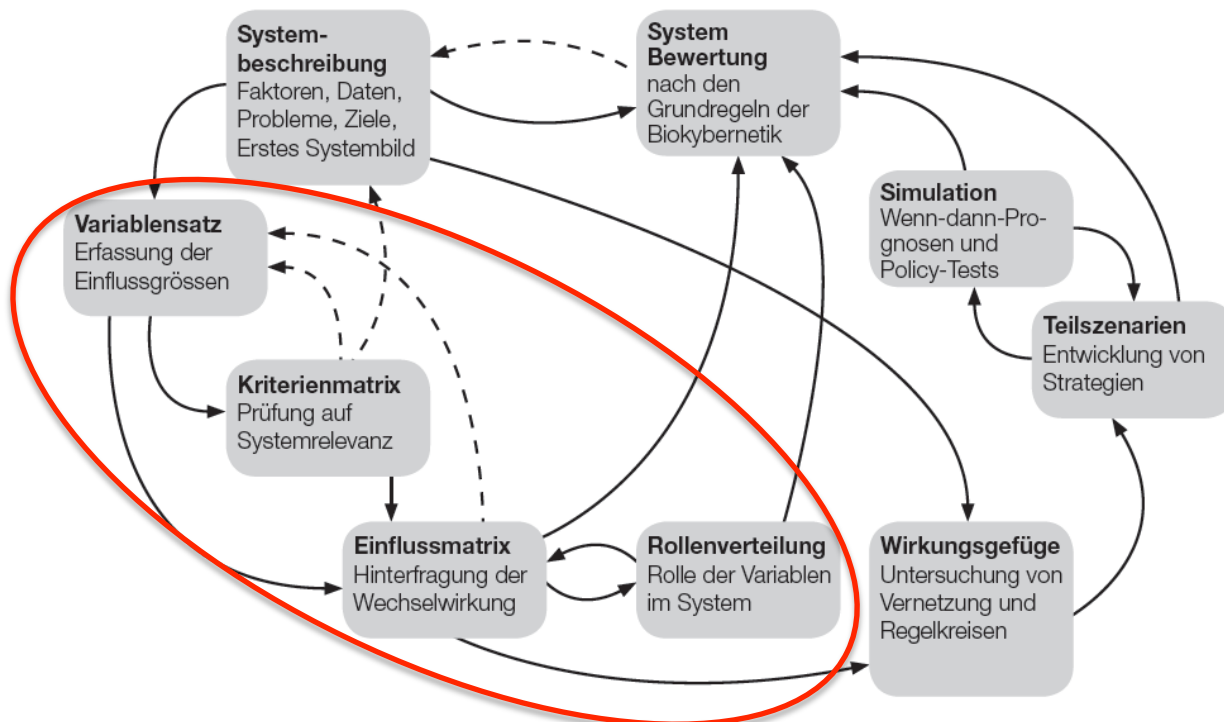 System-
beschreibung
Faktoren, Daten,
Probleme, Ziele,
Erstes Systembild
System
Bewertung
nach den
Grundregeln der
Biokybernetik
Simulation
Wenn-dann-Pro-
gnosen und
Policy-Tests
Variablensatz
Erfassung der
Einflussgrössen
Teilszenarien
Entwicklung von
Strategien
Kriterienmatrix
Prüfung auf
Systemrelevanz
Einflussmatrix
Hinterfragung der
Wechselwirkung
Rollenverteilung
Rolle der Variablen
im System
Wirkungsgefüge
Untersuchung von
Vernetzung und
Regelkreisen